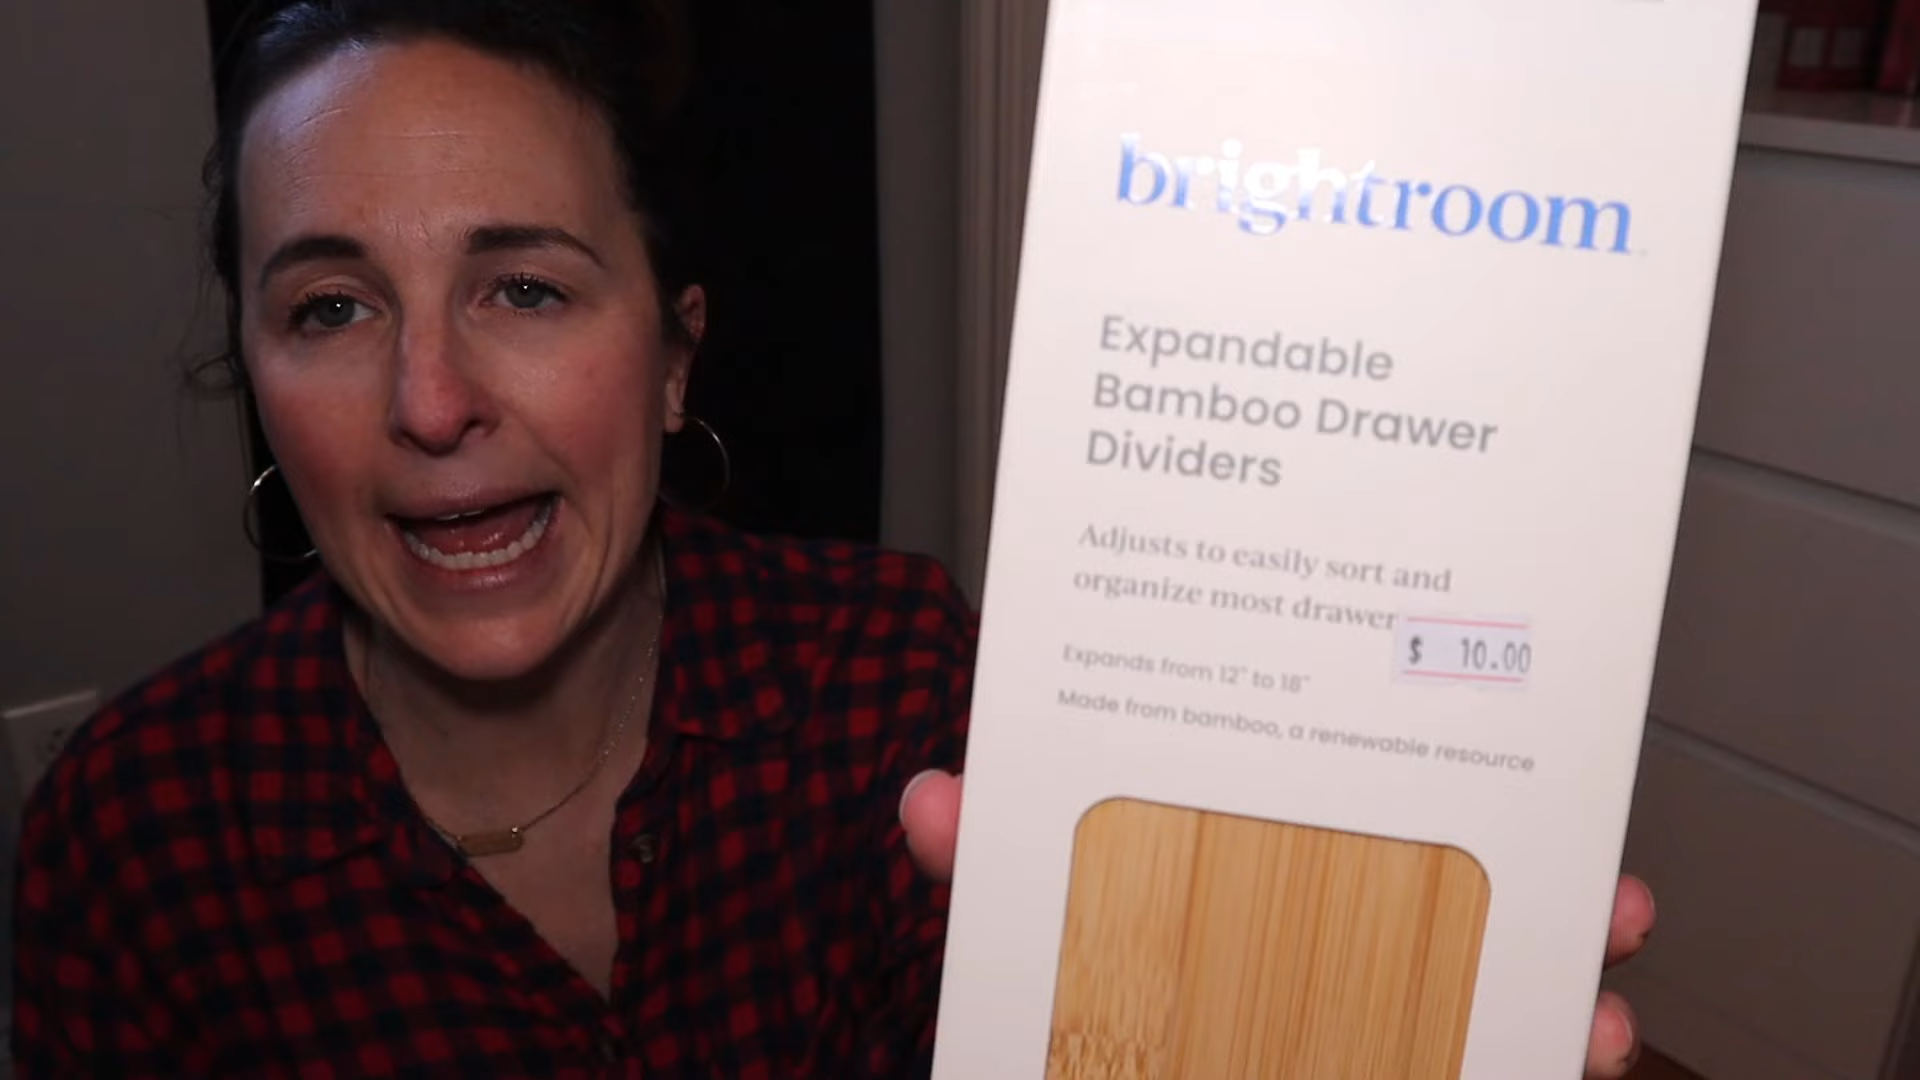 brightroom
Expandable
Bamboo Drawer
Dividers
Adjusts to easily sort and
organize most drawer
$ 10.00
Expands from 12" to 18"
Made from bamboo, a renewable resource